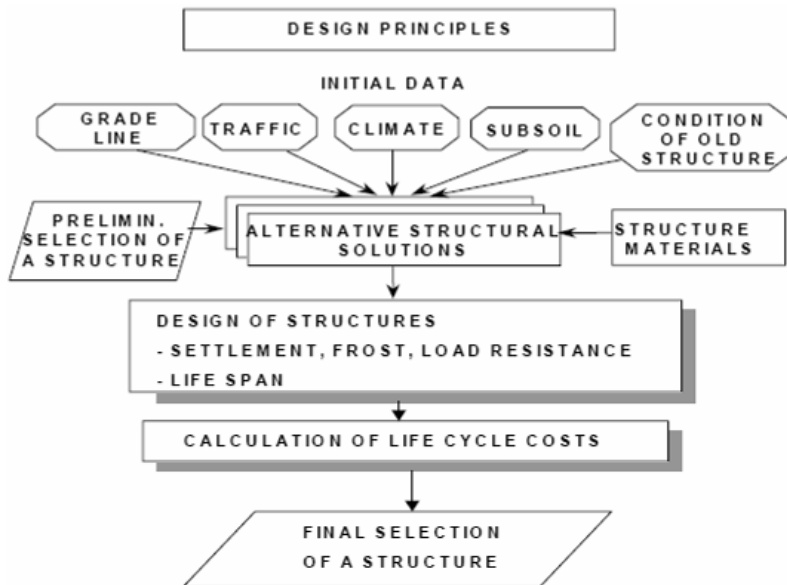 DESIGN PRINCIPLES
INITIAL DATA
GRADE
LINE
TRAFFIC
CLIMATE
SUBSOIL
CONDITION
OF OLD
STRUCTURE
PRELIMIN.
SELECTION OF
A STRUCTURE
ALTERNATIVE STRUCTURAL
SOLUTIONS
STRUCTURE
MATERIALS
DESIGN OF STRUCTURES
- SETTLEMENT, FROST, LOAD RESISTANCE
- LIFE SPAN
CALCULATION OF LIFE CYCLE COSTS
FINAL SELECTION
OF A STRUCTURE